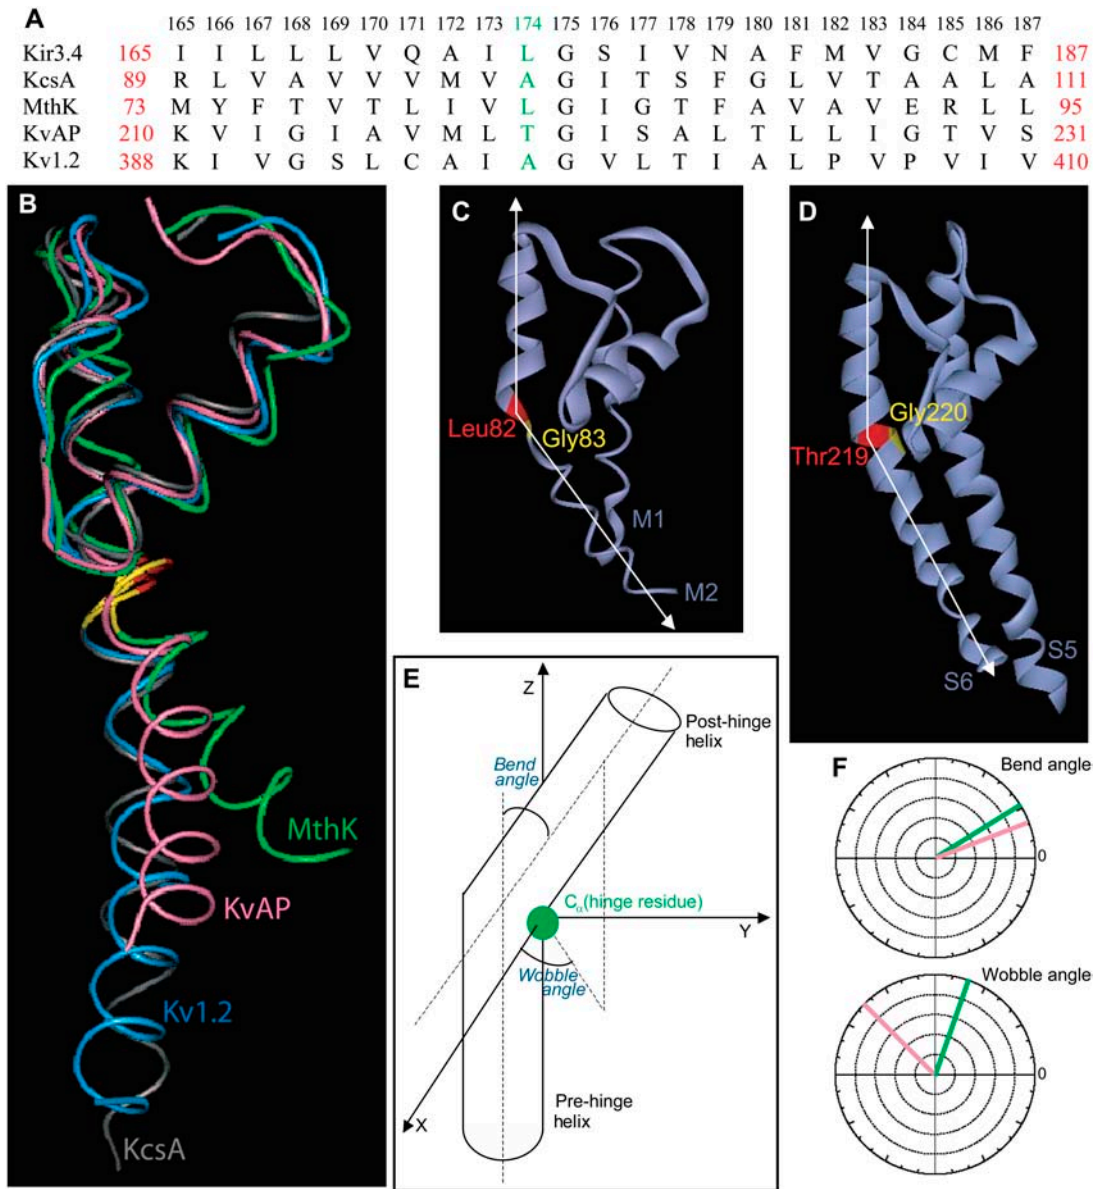 A 165 166 167 168 169 170 171 172 173 174 175 176 177 178 179 180 181 182 183 184 185 186 187
Kir3.4 165 I I L L L V Q A I L G S I V N A F M V G C M F 187
KcsA 89 R L V A V V V M V A G I T S F G L V T A A L A 111
MthK 73 M Y F T V T L I V L G I G T F A V A V E R L L 95
KvAP 210 K V I G I A V M L T G I S A L T L L I G T V S 231
Kv1.2 388 K I V G S L C A I A G V L T I A L P V P V I V 410
B
MthK
KvAP
Kv1.2
KcsA
C
Leu82
Gly83
M1
M2
D
Gly220
Thr219
S5
S6
E
Z
Post-hinge
helix
Bend
angle
Cα(hinge residue)
Y
Wobble
angle
X
Pre-hinge
helix
F
Bend angle
0
Wobble angle
0